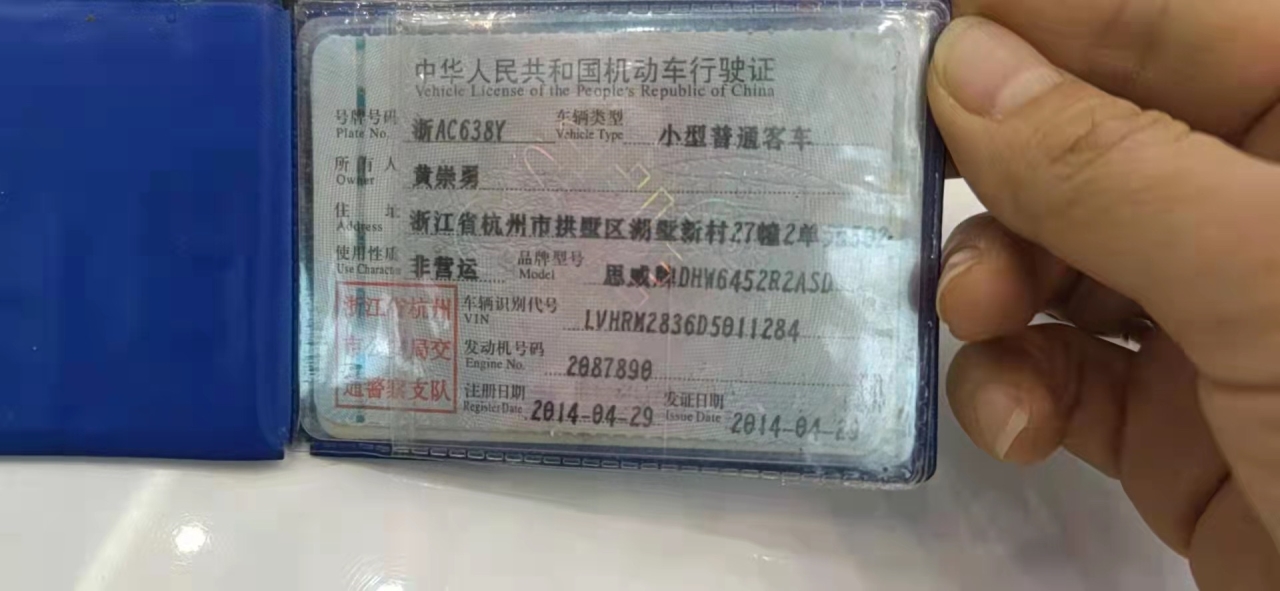 中华人民共和国机动车行驶证
Vehicle License of the People's Republic of China
号牌号码 浙AC638Y 车辆类型 小型普通客车
Plate No. Vehicle Type
所有人 黄崇勇
Owner
住 址 浙江省杭州市拱墅区湖墅新村27幢2单
Address
使用性质 非营运 品牌型号 思威牌DHW6452R2ASD
Use Character Model
浙江省杭州
市 局交
通警察支队
车辆识别代号 LVHRM2836D5011284
VIN
发动机号码 2087890
Engine No.
注册日期 2014-04-29 发证日期 2014-04-29
Register Date Issue Date